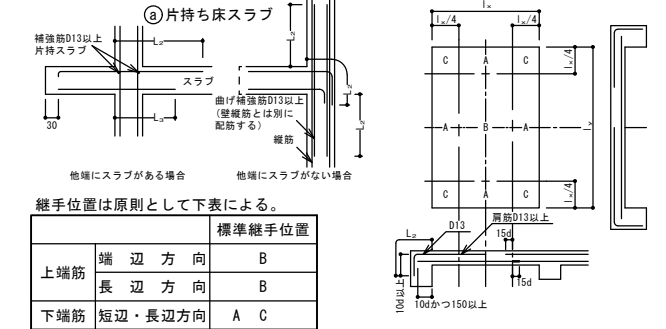 ⓐ片持ち床スラブ
補強筋D13以上
片持スラブ
L₂
スラブ
L₃
30
他端にスラブがある場合
L₂
曲げ補強筋D13以上
(壁縦筋とは別に
配筋する)
縦筋
L₂
L₂
他端にスラブがない場合
lₓ
lₓ/4
lₓ/4
C A C
lₓ/4
A B A
lᵧ
C A C
lₓ/4
継手位置は原則として下表による。
標準継手位置
上端筋
端 辺 方 向
B
長 辺 方 向
B
下端筋
短辺・長辺方向
A C
L₂
D13
肩筋D13以上
15d
10d以上
15d
10dかつ150以上